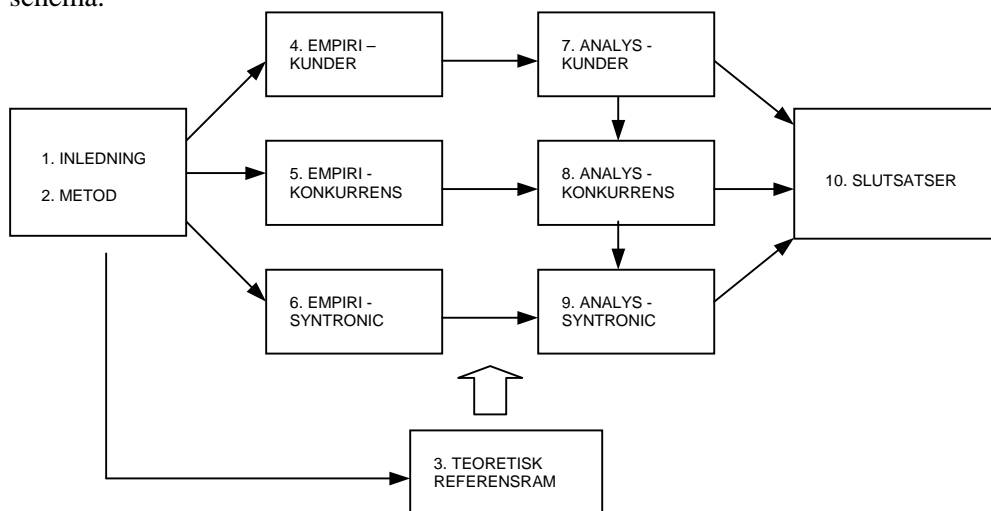 schema.
4. EMPIRI –
KUNDER
7. ANALYS -
KUNDER
1. INLEDNING
2. METOD
5. EMPIRI -
KONKURRENS
8. ANALYS -
KONKURRENS
10. SLUTSATSER
6. EMPIRI -
SYNTRONIC
9. ANALYS -
SYNTRONIC
3. TEORETISK
REFERENSRAM